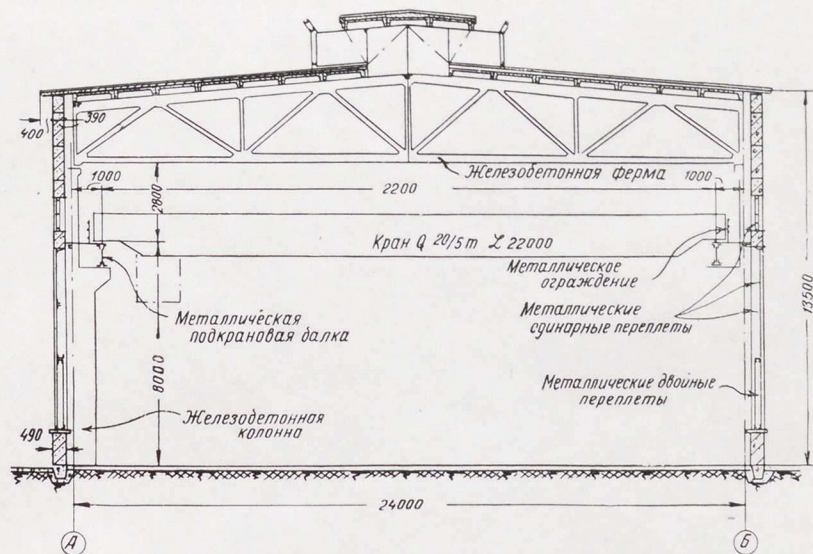 400
390
Железобетонная ферма
1000
2200
1000
2800
Кран Q 20/5т L 22000
Металлическое
ограждение
Металлическая
подкрановая балка
Металлические
одинарные переплеты
13500
8000
Металлические двойные
переплеты
Железобетонная
колонна
490
24000
А
Б